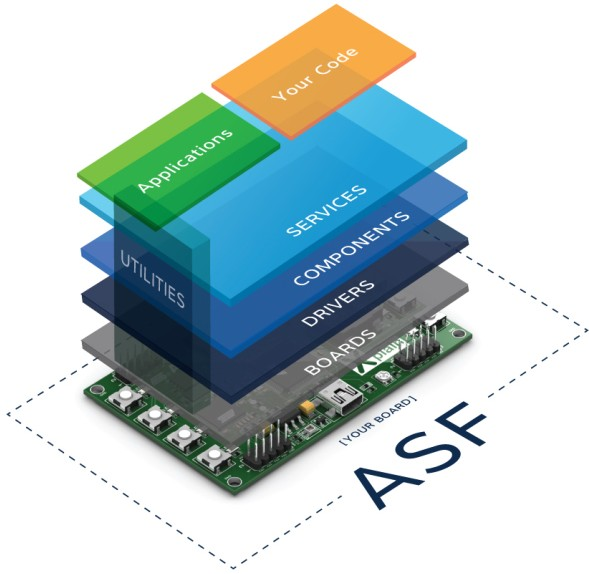 Your Code
Applications
SERVICES
UTILITIES
COMPONENTS
DRIVERS
BOARDS
[YOUR BOARD]
ASF